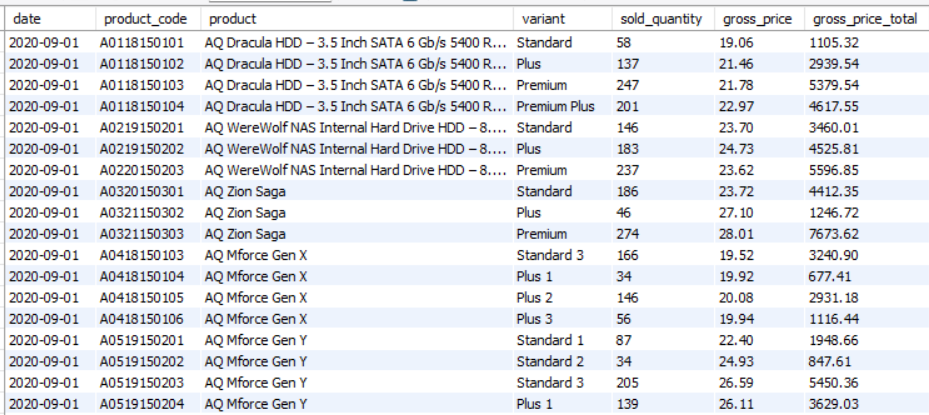 date product_code product variant sold_quantity gross_price gross_price_total
2020-09-01 A0118150101 AQ Dracula HDD – 3.5 Inch SATA 6 Gb/s 5400 R... Standard 58 19.06 1105.32
2020-09-01 A0118150102 AQ Dracula HDD – 3.5 Inch SATA 6 Gb/s 5400 R... Plus 137 21.46 2939.54
2020-09-01 A0118150103 AQ Dracula HDD – 3.5 Inch SATA 6 Gb/s 5400 R... Premium 247 21.78 5379.54
2020-09-01 A0118150104 AQ Dracula HDD – 3.5 Inch SATA 6 Gb/s 5400 R... Premium Plus 201 22.97 4617.55
2020-09-01 A0219150201 AQ WereWolf NAS Internal Hard Drive HDD – 8.... Standard 146 23.70 3460.01
2020-09-01 A0219150202 AQ WereWolf NAS Internal Hard Drive HDD – 8.... Plus 183 24.73 4525.81
2020-09-01 A0220150203 AQ WereWolf NAS Internal Hard Drive HDD – 8.... Premium 237 23.62 5596.85
2020-09-01 A0320150301 AQ Zion Saga Standard 186 23.72 4412.35
2020-09-01 A0321150302 AQ Zion Saga Plus 46 27.10 1246.72
2020-09-01 A0321150303 AQ Zion Saga Premium 274 28.01 7673.62
2020-09-01 A0418150103 AQ Mforce Gen X Standard 3 166 19.52 3240.90
2020-09-01 A0418150104 AQ Mforce Gen X Plus 1 34 19.92 677.41
2020-09-01 A0418150105 AQ Mforce Gen X Plus 2 146 20.08 2931.18
2020-09-01 A0418150106 AQ Mforce Gen X Plus 3 56 19.94 1116.44
2020-09-01 A0519150201 AQ Mforce Gen Y Standard 1 87 22.40 1948.66
2020-09-01 A0519150202 AQ Mforce Gen Y Standard 2 34 24.93 847.61
2020-09-01 A0519150203 AQ Mforce Gen Y Standard 3 205 26.59 5450.36
2020-09-01 A0519150204 AQ Mforce Gen Y Plus 1 139 26.11 3629.03